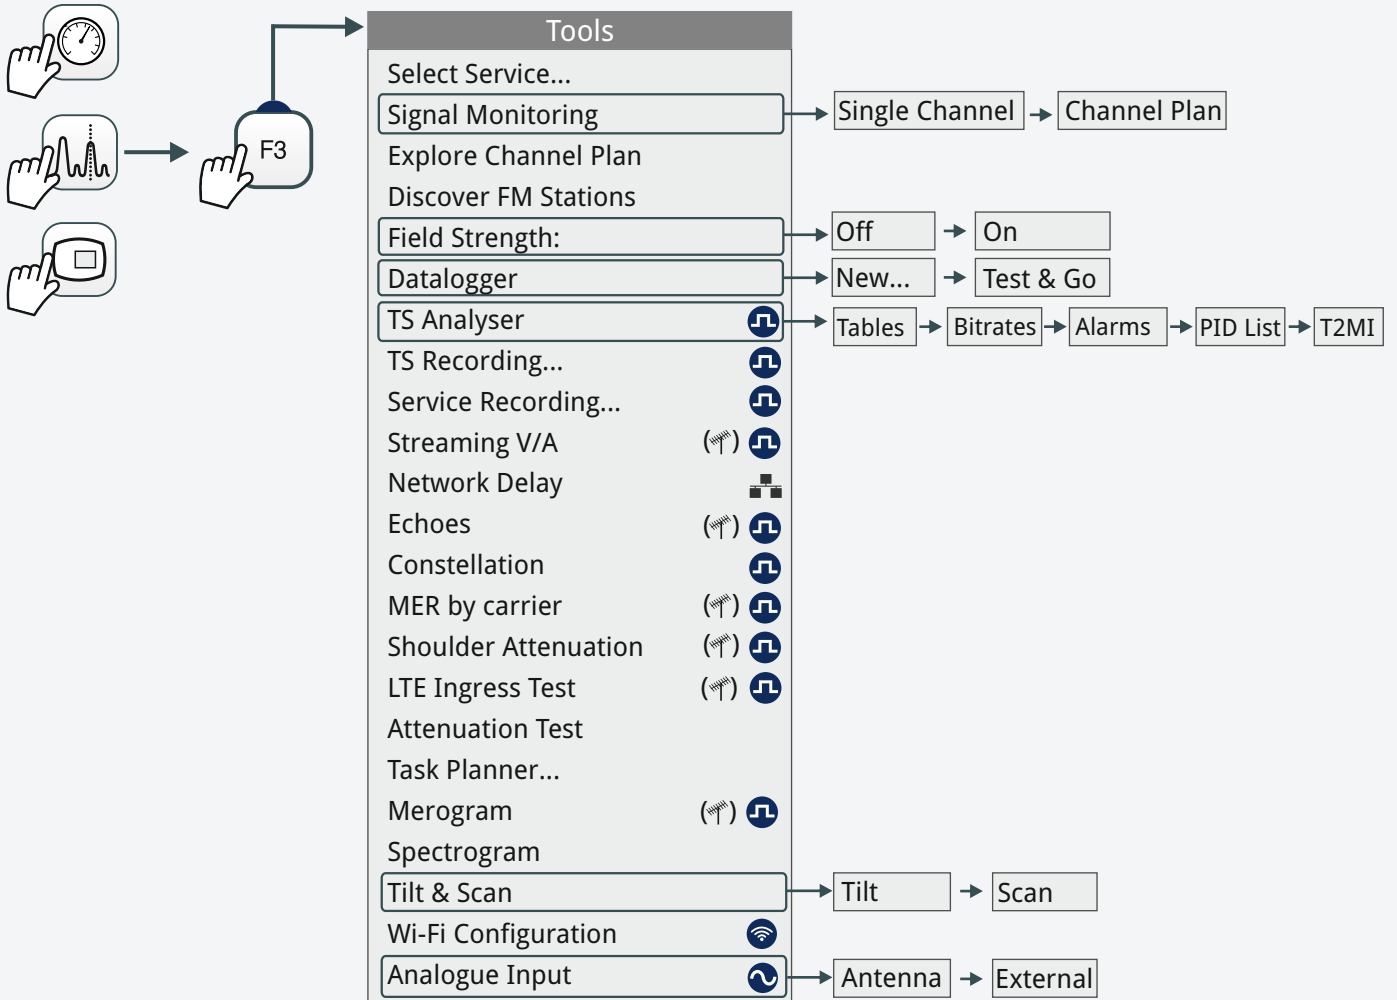 Tools
F3
Select Service...
Signal Monitoring
Single Channel
Channel Plan
Explore Channel Plan
Discover FM Stations
Field Strength:
Off
On
Datalogger
New...
Test & Go
TS Analyser
Tables
Bitrates
Alarms
PID List
T2MI
TS Recording...
Service Recording...
Streaming V/A
Network Delay
Echoes
Constellation
MER by carrier
Shoulder Attenuation
LTE Ingress Test
Attenuation Test
Task Planner...
Merogram
Spectrogram
Tilt & Scan
Tilt
Scan
Wi-Fi Configuration
Analogue Input
Antenna
External